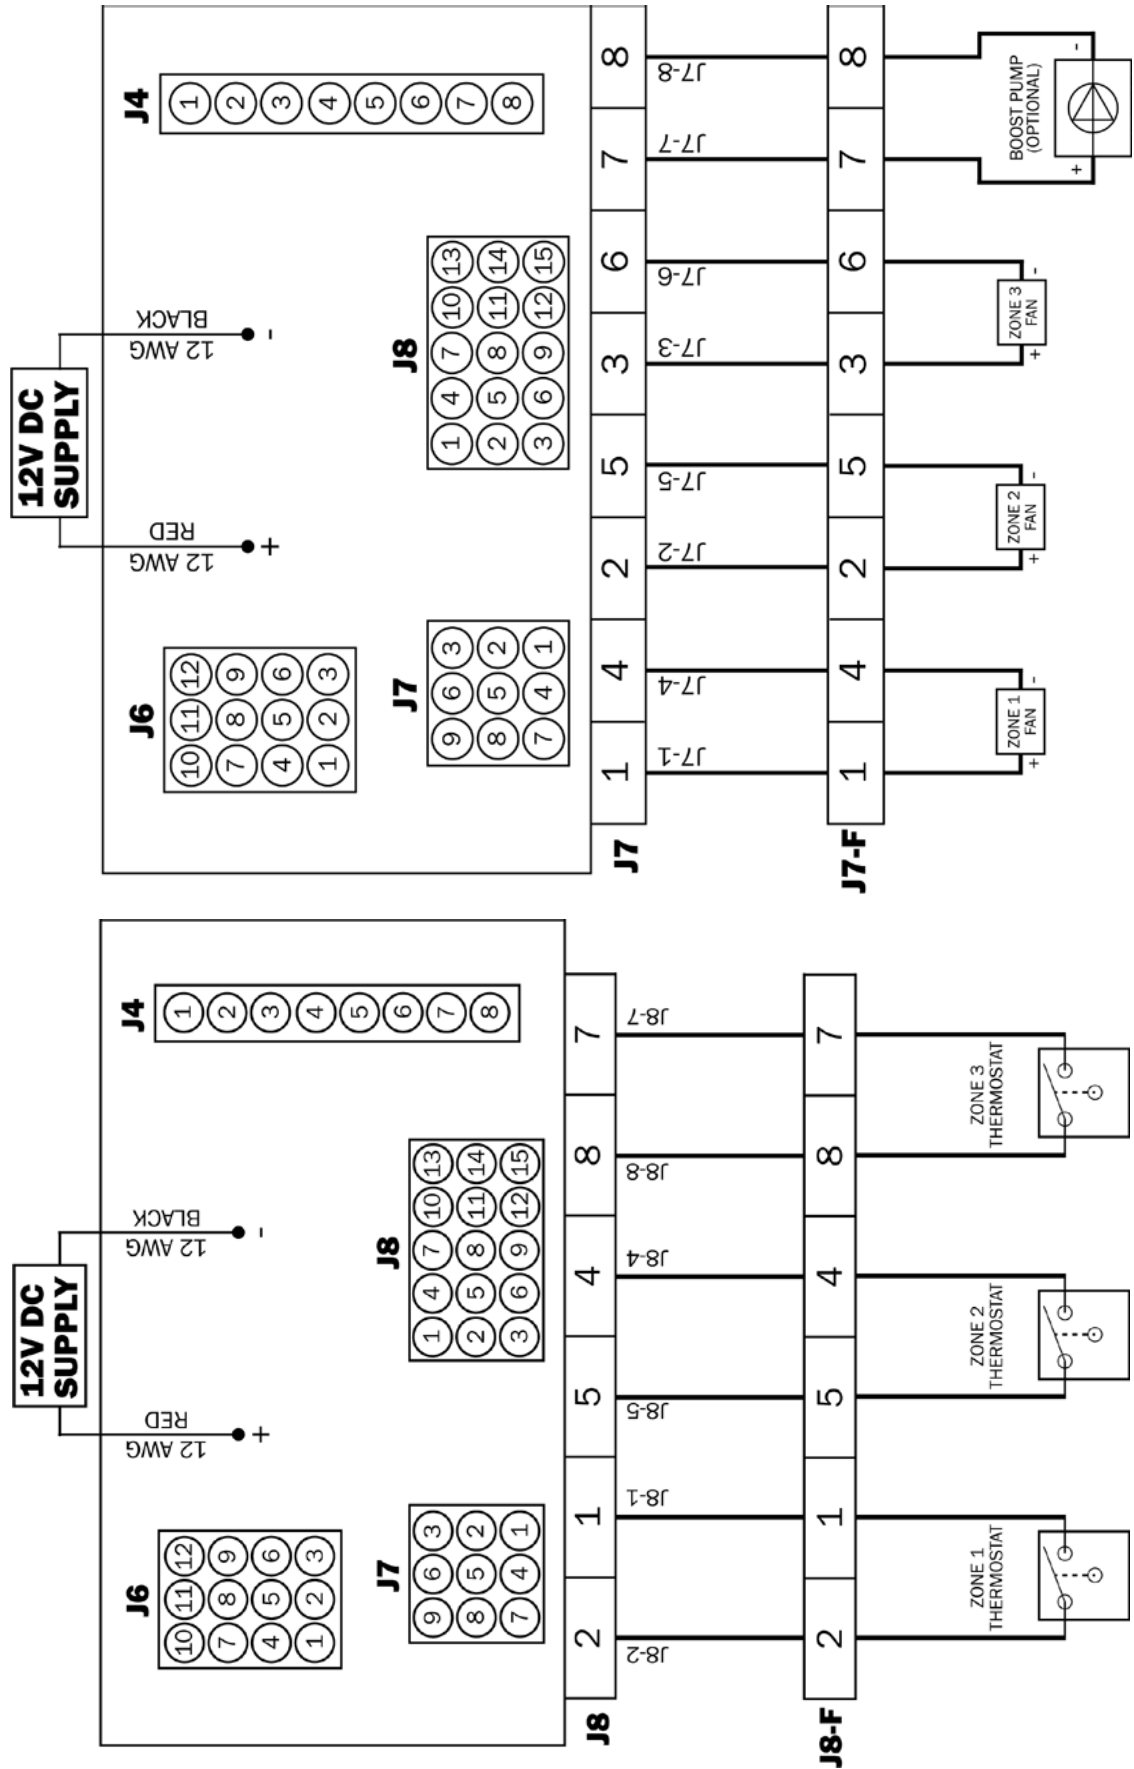 12V DC
SUPPLY
12 AWG RED
12 AWG BLACK
+
-
J6
10 11 12
7 8 9
4 5 6
1 2 3
J4
1
2
3
4
5
6
7
8
J7
9 6 3
8 5 2
7 4 1
J8
1 4 7 10 13
2 5 8 11 14
3 6 9 12 15
J8
2 1 5 4 8 7
J8-2 J8-1 J8-5 J8-4 J8-8 J8-7
J8-F
2 1 5 4 8 7
ZONE 1
THERMOSTAT
ZONE 2
THERMOSTAT
ZONE 3
THERMOSTAT
12V DC
SUPPLY
12 AWG RED
12 AWG BLACK
+
-
J6
10 11 12
7 8 9
4 5 6
1 2 3
J4
1
2
3
4
5
6
7
8
J7
9 6 3
8 5 2
7 4 1
J8
1 4 7 10 13
2 5 8 11 14
3 6 9 12 15
J7
1 4 2 5 3 6 7 8
J7-1 J7-4 J7-2 J7-5 J7-3 J7-6 J7-7 J7-8
J7-F
1 4 2 5 3 6 7 8
+ ZONE 1 -
FAN
+ ZONE 2 -
FAN
+ ZONE 3 -
FAN
BOOST PUMP
(OPTIONAL)
+ -